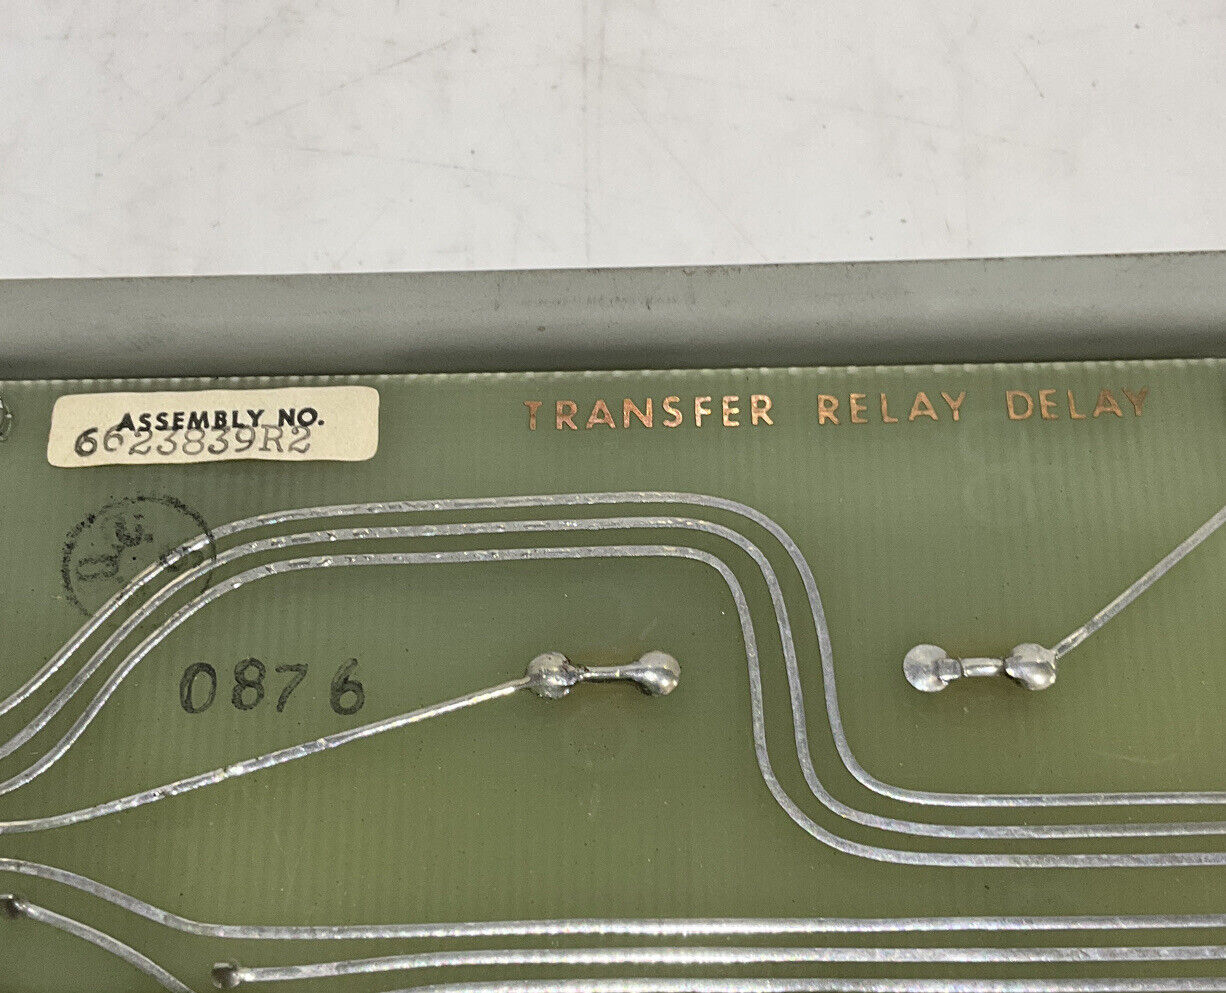 ASSEMBLY NO.
6623839R2
TRANSFER RELAY DELAY
0876